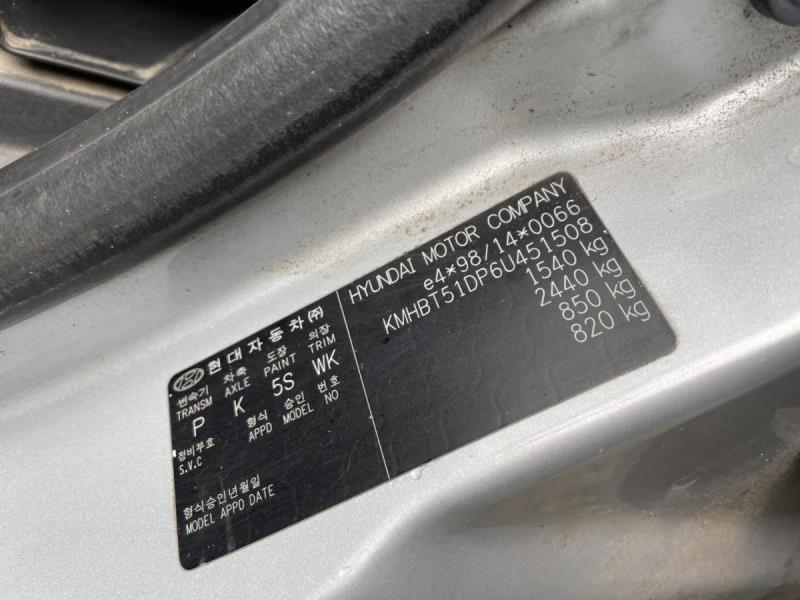 현대자동차(주)
변속기 차축 도장 의장
TRANSM AXLE PAINT TRIM
P K 5S WK
정비부호 형식 승인 번호
S.V.C APPD MODEL NO
형식승인년월일
MODEL APPD DATE
HYUNDAI MOTOR COMPANY
e4*98/14*0066
KMHBT51DP6U451508
1540 kg
2440 kg
850 kg
820 kg